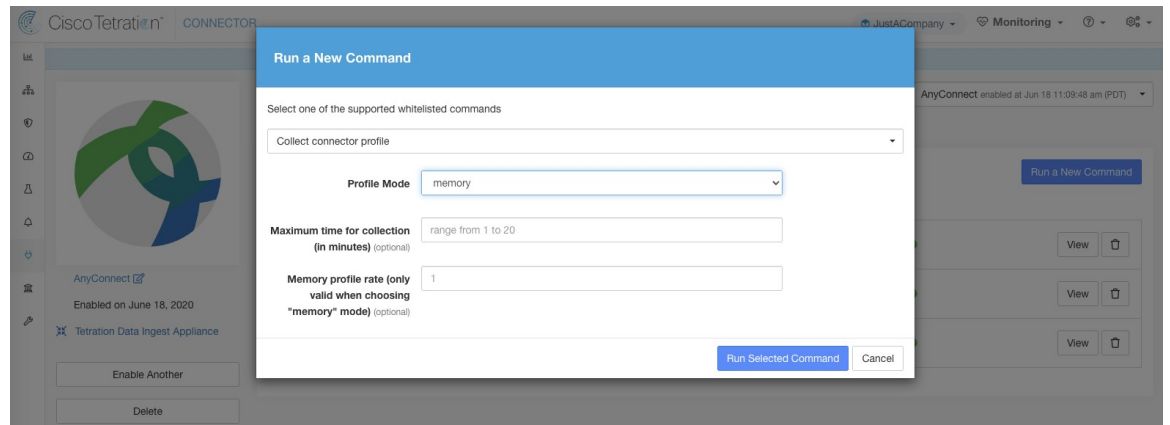 Cisco Tetration CONNECTOR
JustACompany
Monitoring
Run a New Command
Select one of the supported whitelisted commands
Collect connector profile
Profile Mode
memory
Maximum time for collection
(in minutes) (optional)
range from 1 to 20
Memory profile rate (only
valid when choosing
"memory" mode) (optional)
1
Run Selected Command
Cancel
AnyConnect enabled at Jun 18 11:09:48 am (PDT)
Run a New Command
View
View
View
AnyConnect
Enabled on June 18, 2020
Tetration Data Ingest Appliance
Enable Another
Delete